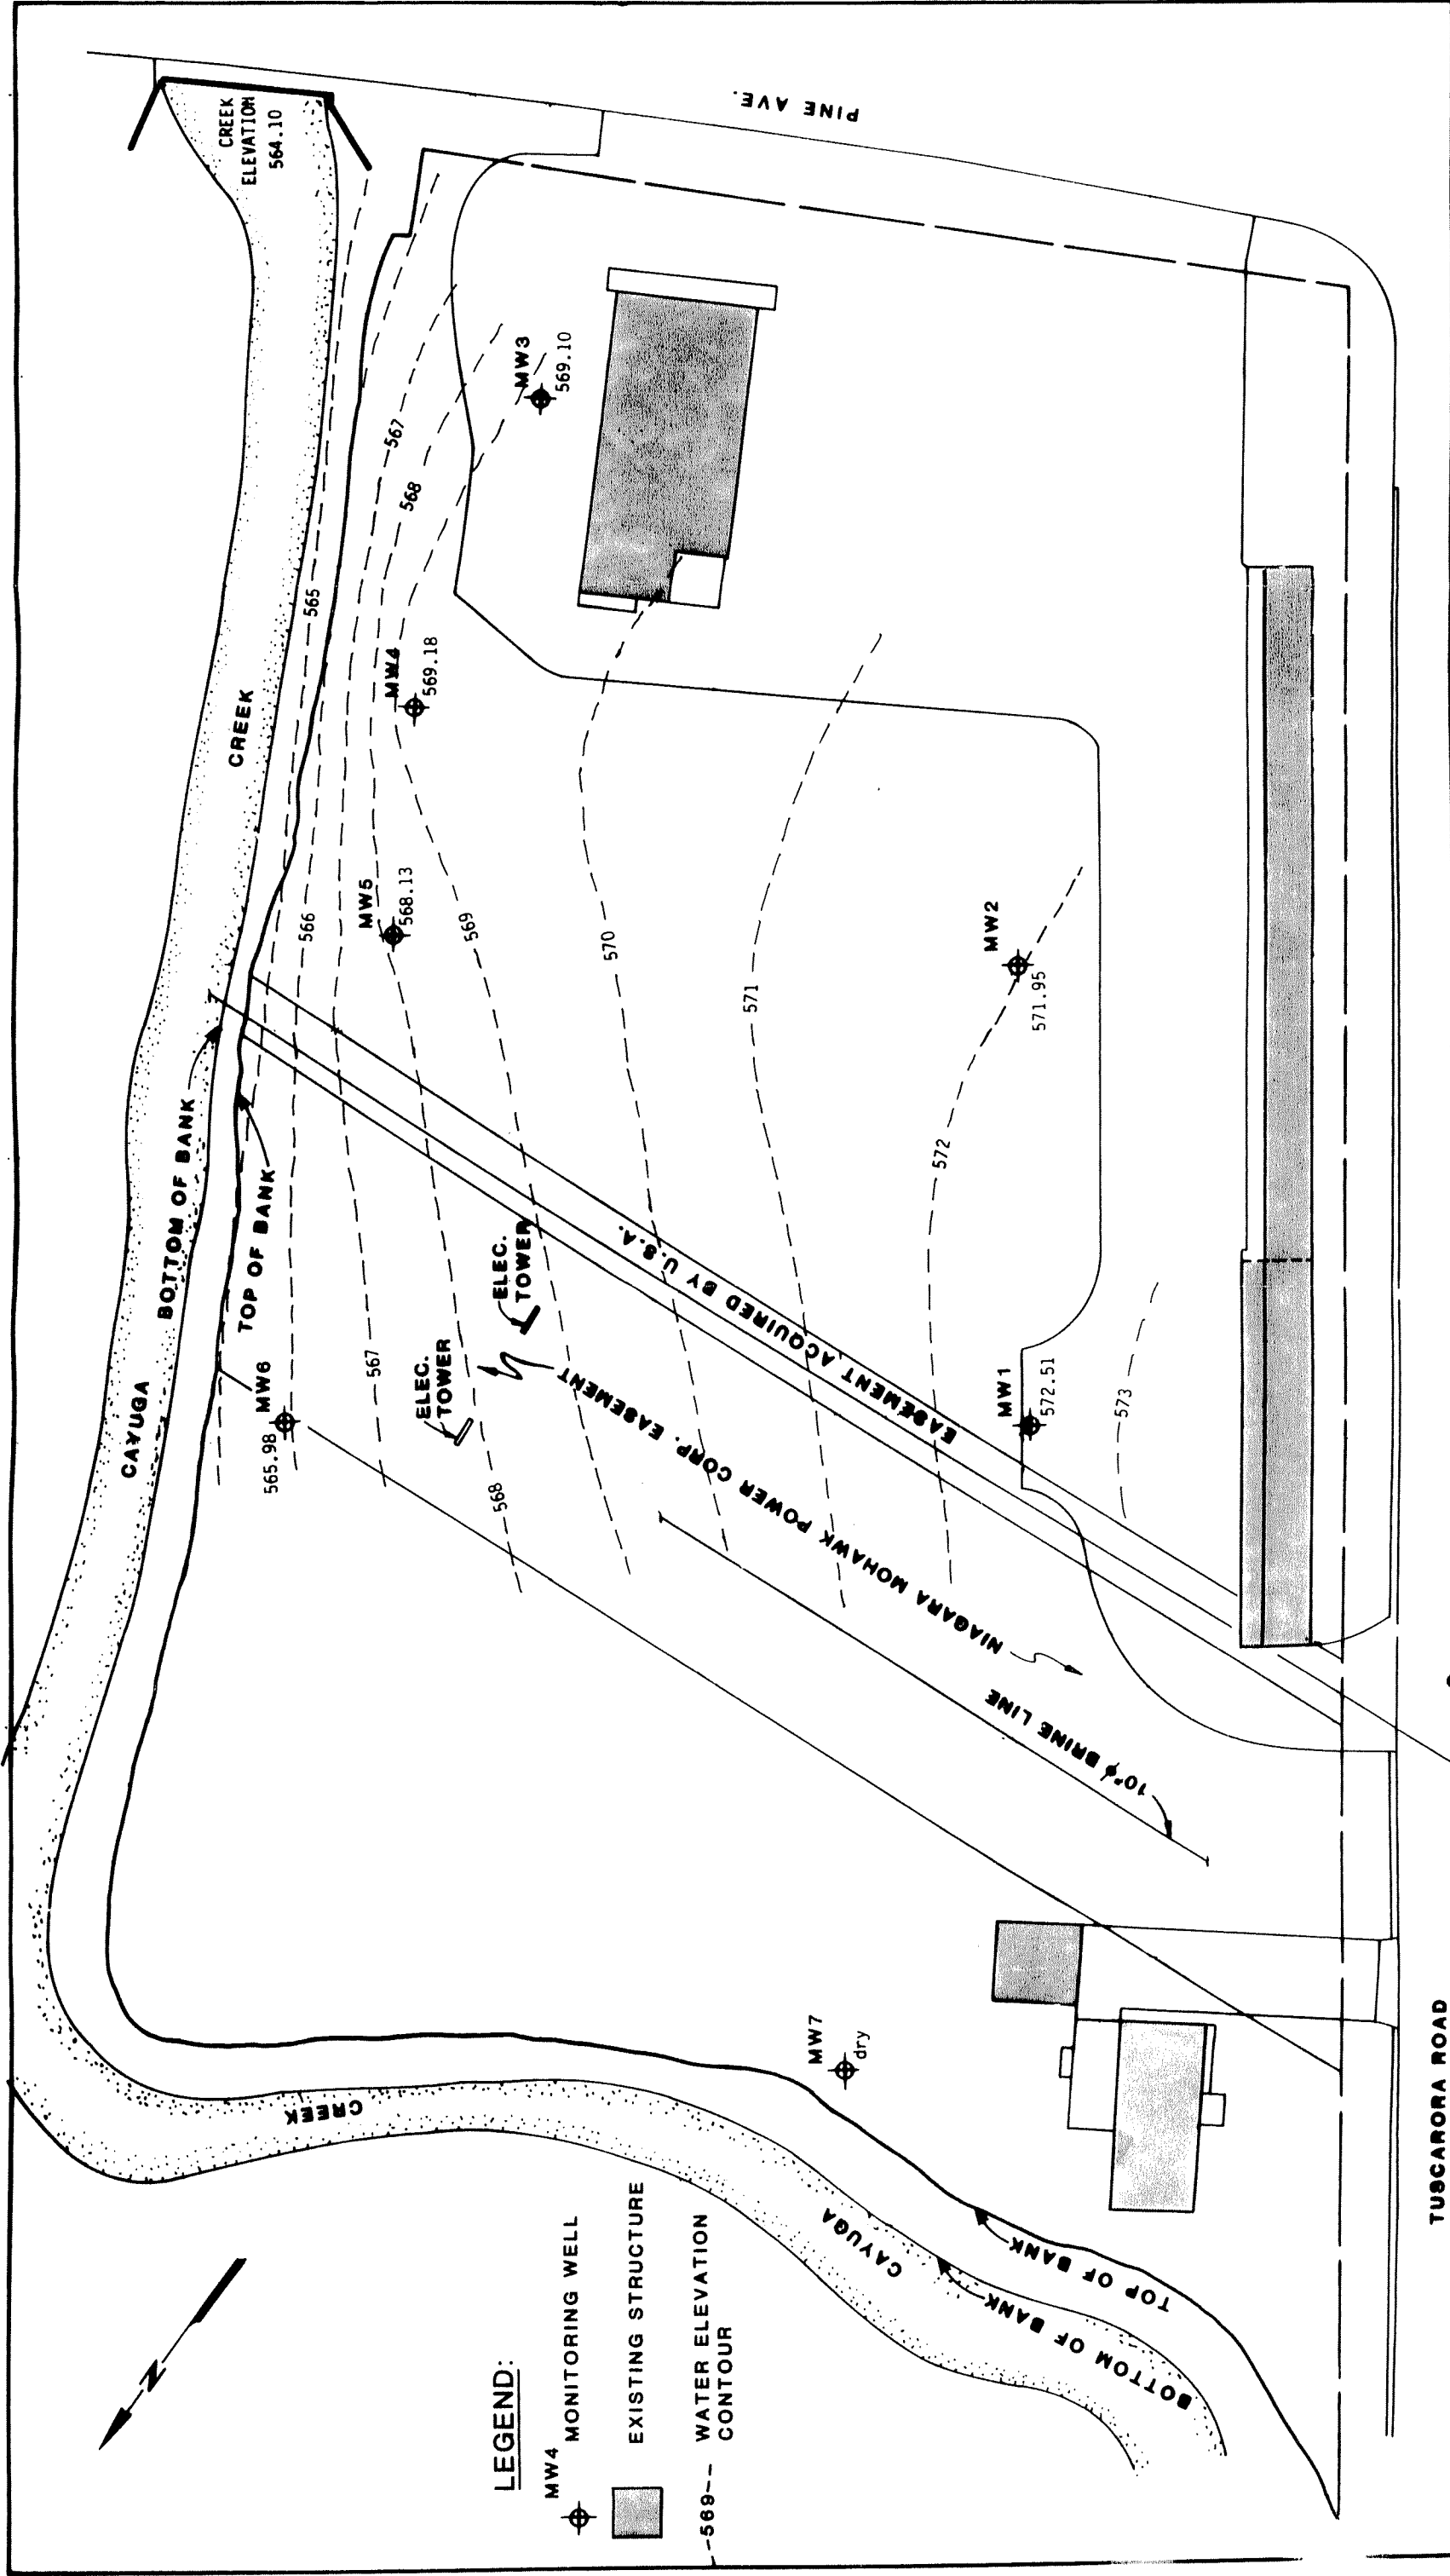 CREEK
ELEVATION
564.10
PINE AVE.
MW3
569.10
567
568
565
MW4
569.18
CREEK
MW5
568.13
566
569
570
571
MW2
571.95
572
BOTTOM OF BANK
TOP OF BANK
ELEC.
TOWER
EASEMENT ACQUIRED BY U.S.A.
CAYUGA
MW6
565.98
567
ELEC.
TOWER
568
NIAGARA MOHAWK POWER CORP. EASEMENT
MW1
572.51
573
10"ϕ BRINE LINE
MW7
dry
CREEK
CAYUGA
TOP OF BANK
BOTTOM OF BANK
TUSCARORA ROAD
N
LEGEND:
MW4
MONITORING WELL
EXISTING STRUCTURE
-569-- WATER ELEVATION
CONTOUR